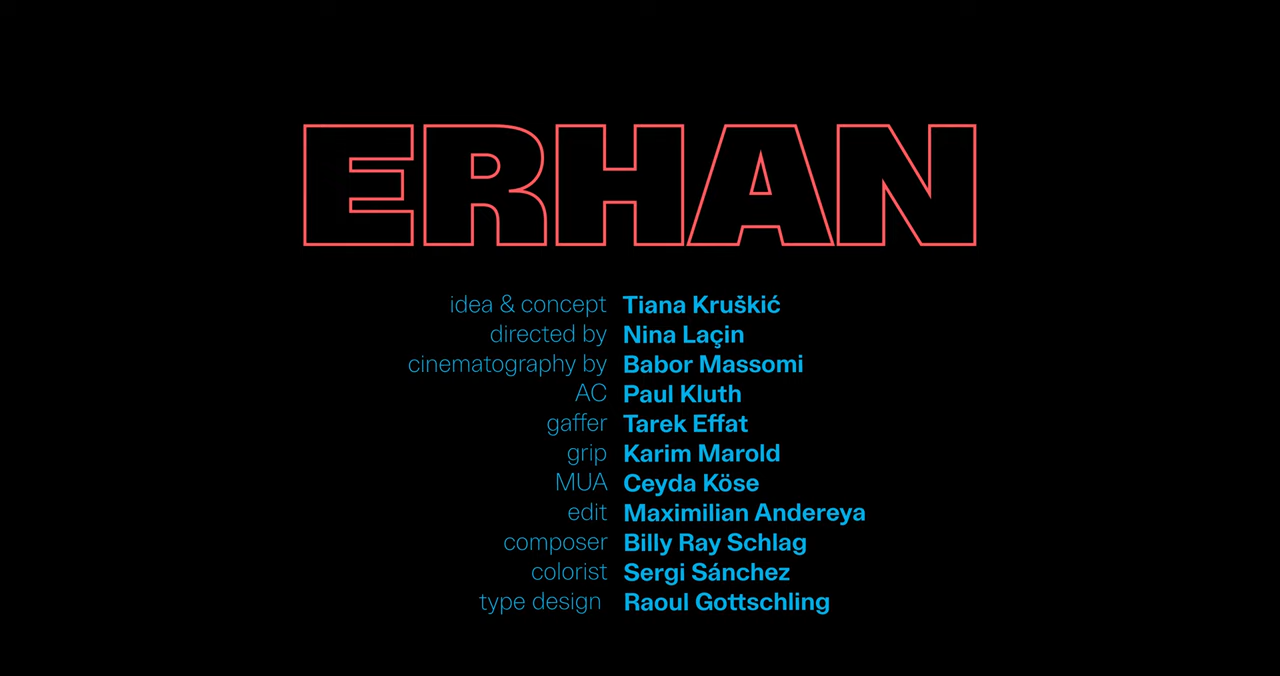 ERHAN
idea & concept Tiana Kruškić
directed by Nina Laçin
cinematography by Babor Massomi
AC Paul Kluth
gaffer Tarek Effat
grip Karim Marold
MUA Ceyda Köse
edit Maximilian Andereya
composer Billy Ray Schlag
colorist Sergi Sánchez
type design Raoul Gottschling